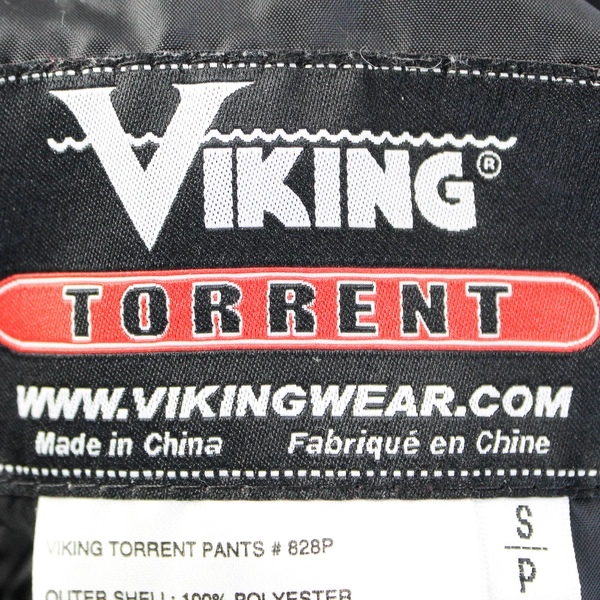 VIKING®
TORRENT
WWW.VIKINGWEAR.COM
Made in China Fabriqué en Chine
VIKING TORRENT PANTS # 828P
S
P
OUTER SHELL: 100% POLYESTER